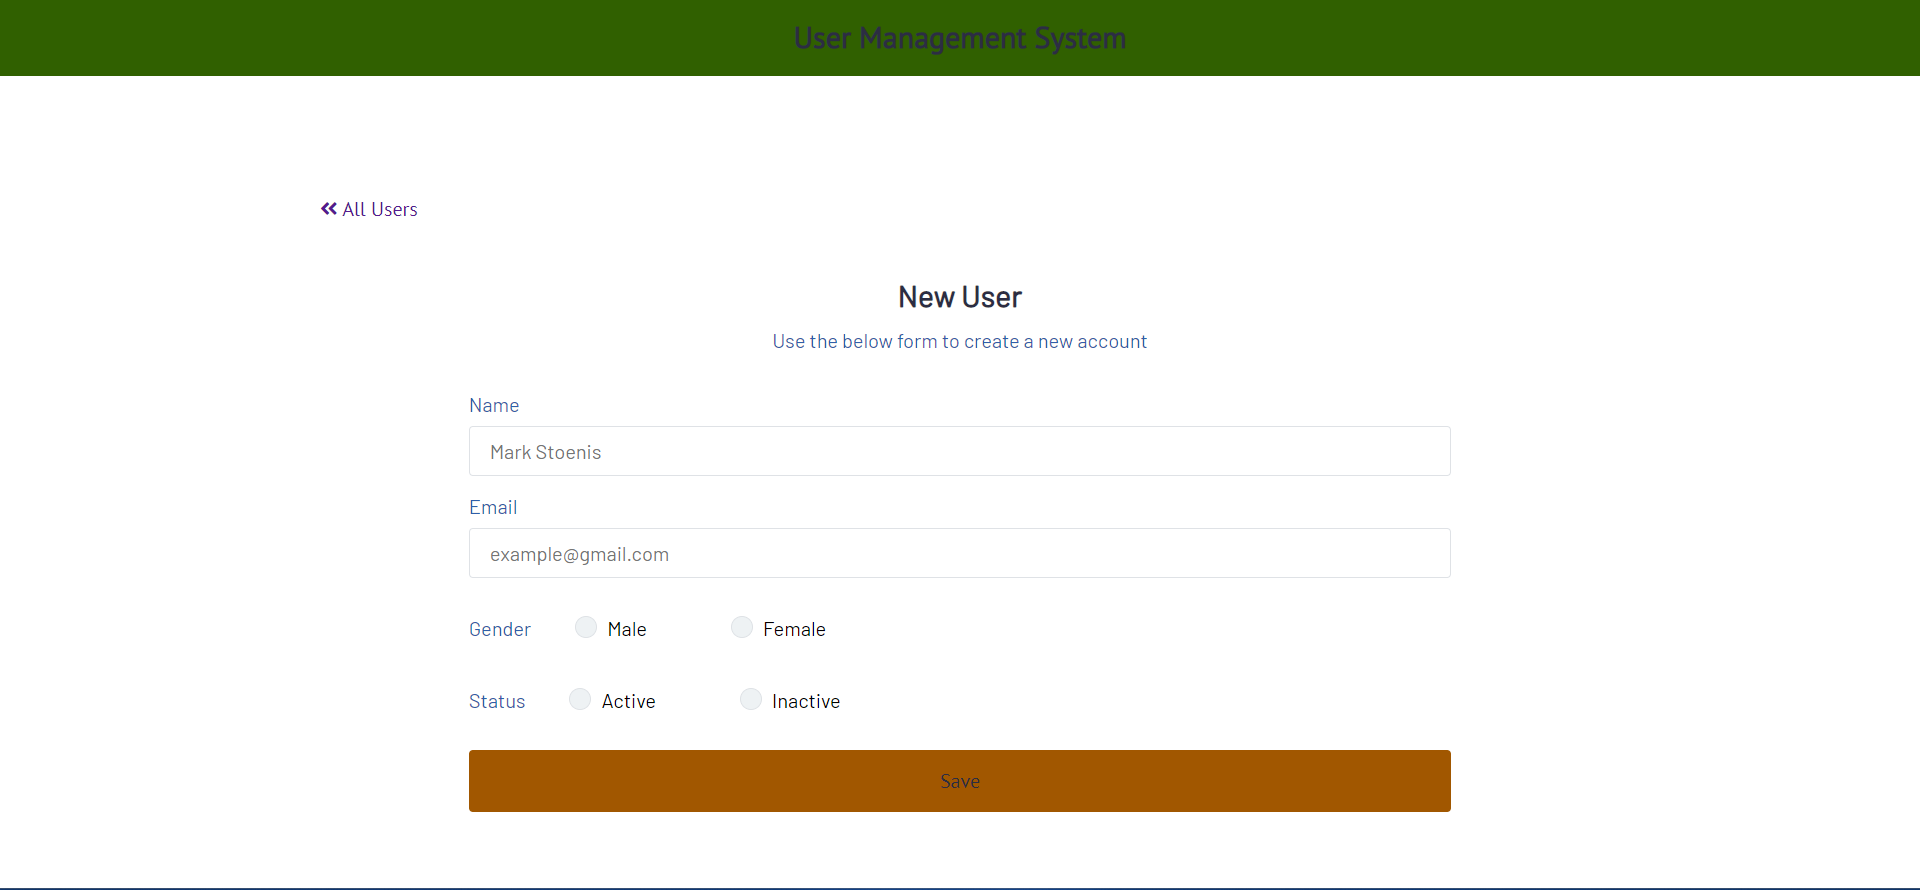 User Management System
All Users
New User
Use the below form to create a new account
Name
Mark Stoenis
Email
example@gmail.com
Gender Male Female
Status Active Inactive
Save